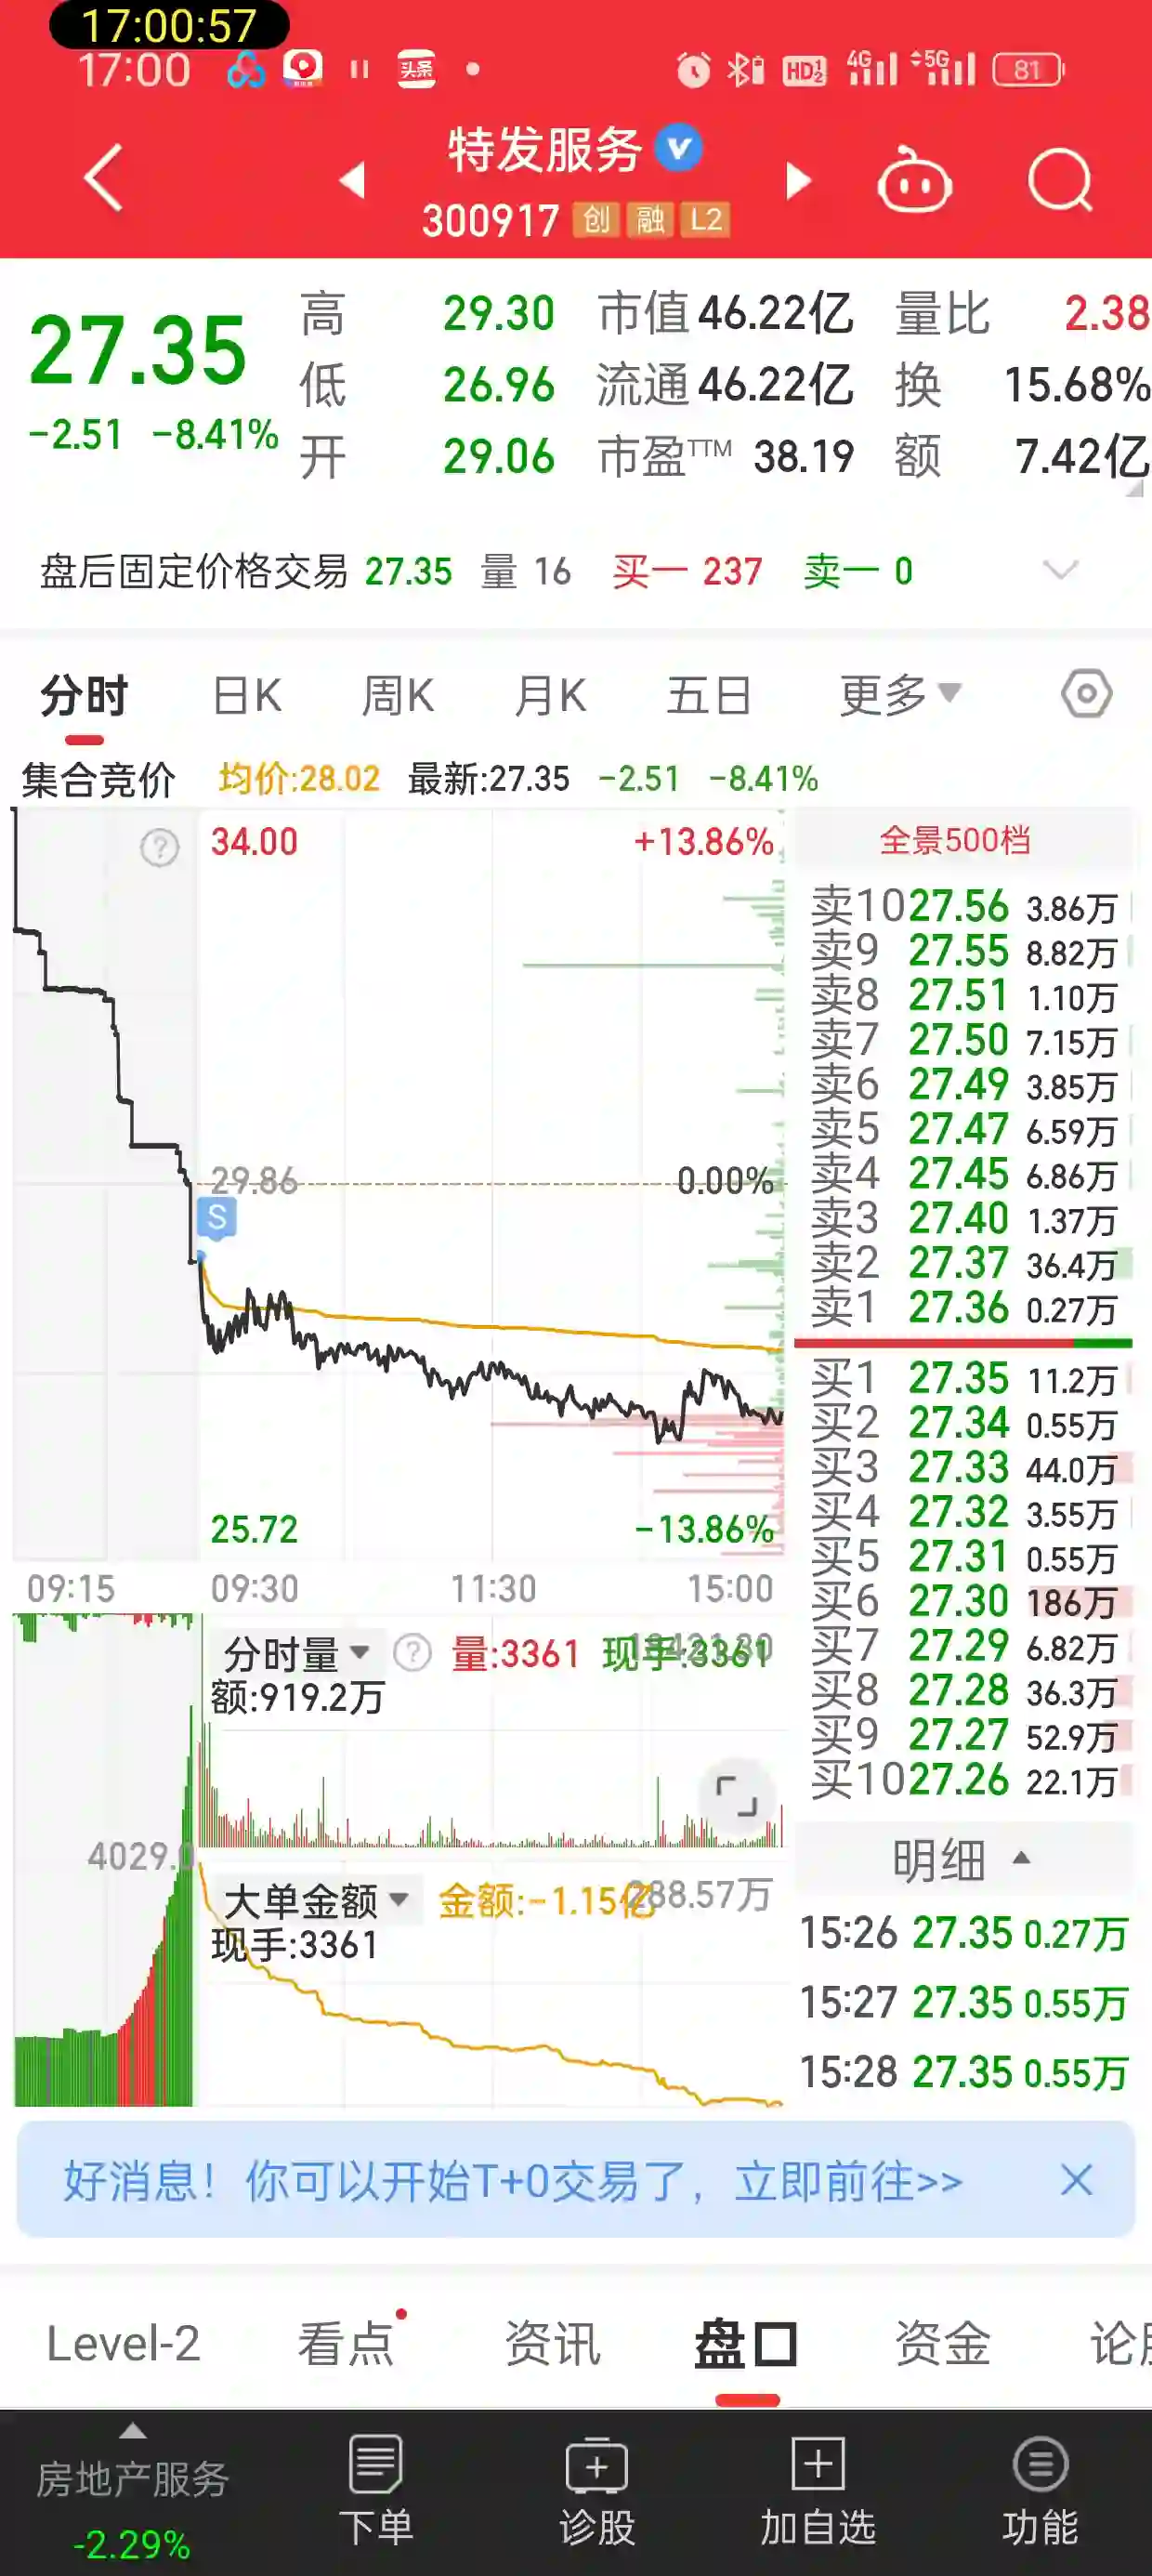 17:00:57
17:00 头条 HD 4G 5G 81
特发服务
300917 创 融 L2
27.35
-2.51 -8.41%
高 29.30 市值 46.22亿 量比 2.38
低 26.96 流通 46.22亿 换 15.68%
开 29.06 市盈TTM 38.19 额 7.42亿
盘后固定价格交易 27.35 量 16 买一 237 卖一 0
分时 日K 周K 月K 五日 更多
集合竞价 均价:28.02 最新:27.35 -2.51 -8.41%
34.00 +13.86%
29.86 0.00%
S
25.72 -13.86%
09:15 09:30 11:30 15:00
全景500档
卖10 27.56 3.86万
卖9 27.55 8.82万
卖8 27.51 1.10万
卖7 27.50 7.15万
卖6 27.49 3.85万
卖5 27.47 6.59万
卖4 27.45 6.86万
卖3 27.40 1.37万
卖2 27.37 36.4万
卖1 27.36 0.27万
买1 27.35 11.2万
买2 27.34 0.55万
买3 27.33 44.0万
买4 27.32 3.55万
买5 27.31 0.55万
买6 27.30 186万
买7 27.29 6.82万
买8 27.28 36.3万
买9 27.27 52.9万
买10 27.26 22.1万
分时量 量:3361 现手:3361
额:919.2万
4029.0
大单金额 金额:-1.15亿 288.57万
现手:3361
明细
15:26 27.35 0.27万
15:27 27.35 0.55万
15:28 27.35 0.55万
好消息！你可以开始T+0交易了，立即前往>>
Level-2 看点 资讯 盘口 资金 论
房地产服务
-2.29%
下单 诊股 加自选 功能